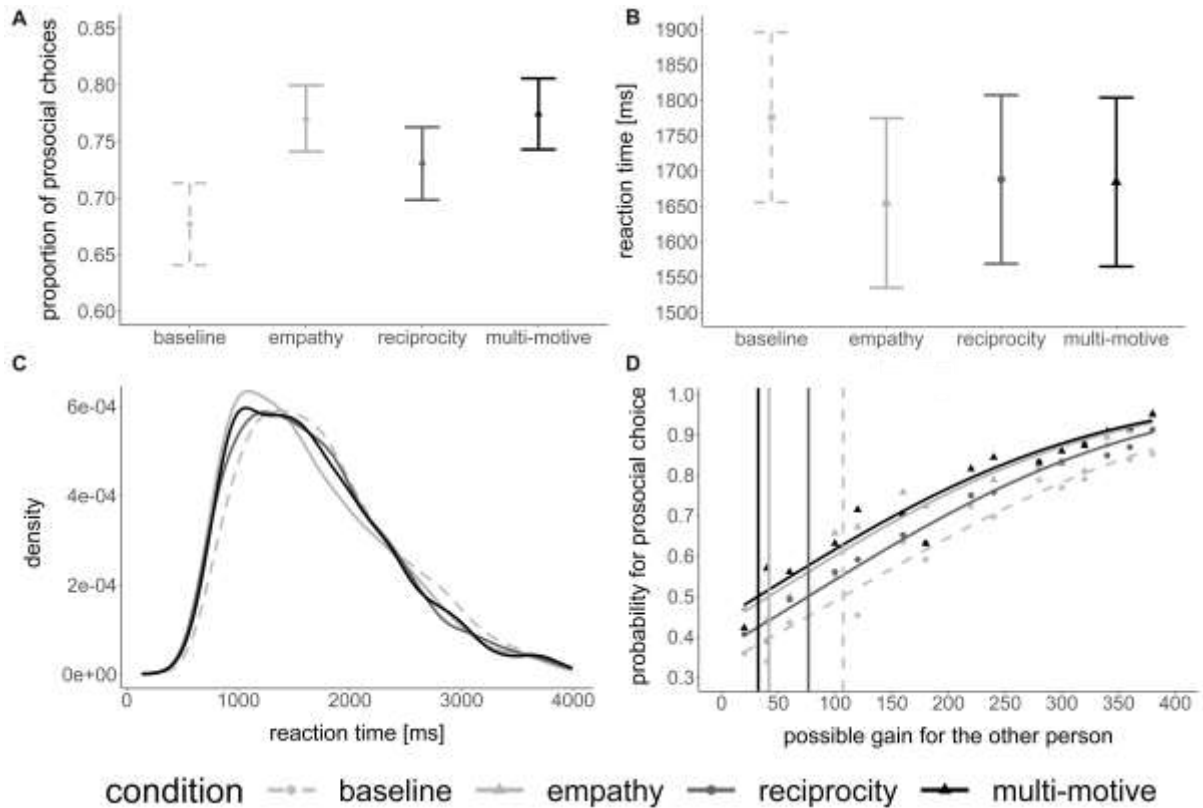 A
proportion of prosocial choices
0.85
0.80
0.75
0.70
0.65
0.60
baseline empathy reciprocity multi-motive
B
reaction time [ms]
1900
1850
1800
1750
1700
1650
1600
1550
1500
baseline empathy reciprocity multi-motive
C
density
6e-04
4e-04
2e-04
0e+00
0 1000 2000 3000 4000
reaction time [ms]
D
probability for prosocial choice
1.0
0.9
0.8
0.7
0.6
0.5
0.4
0.3
0 50 100 150 200 250 300 350 400
possible gain for the other person
condition baseline empathy reciprocity multi-motive